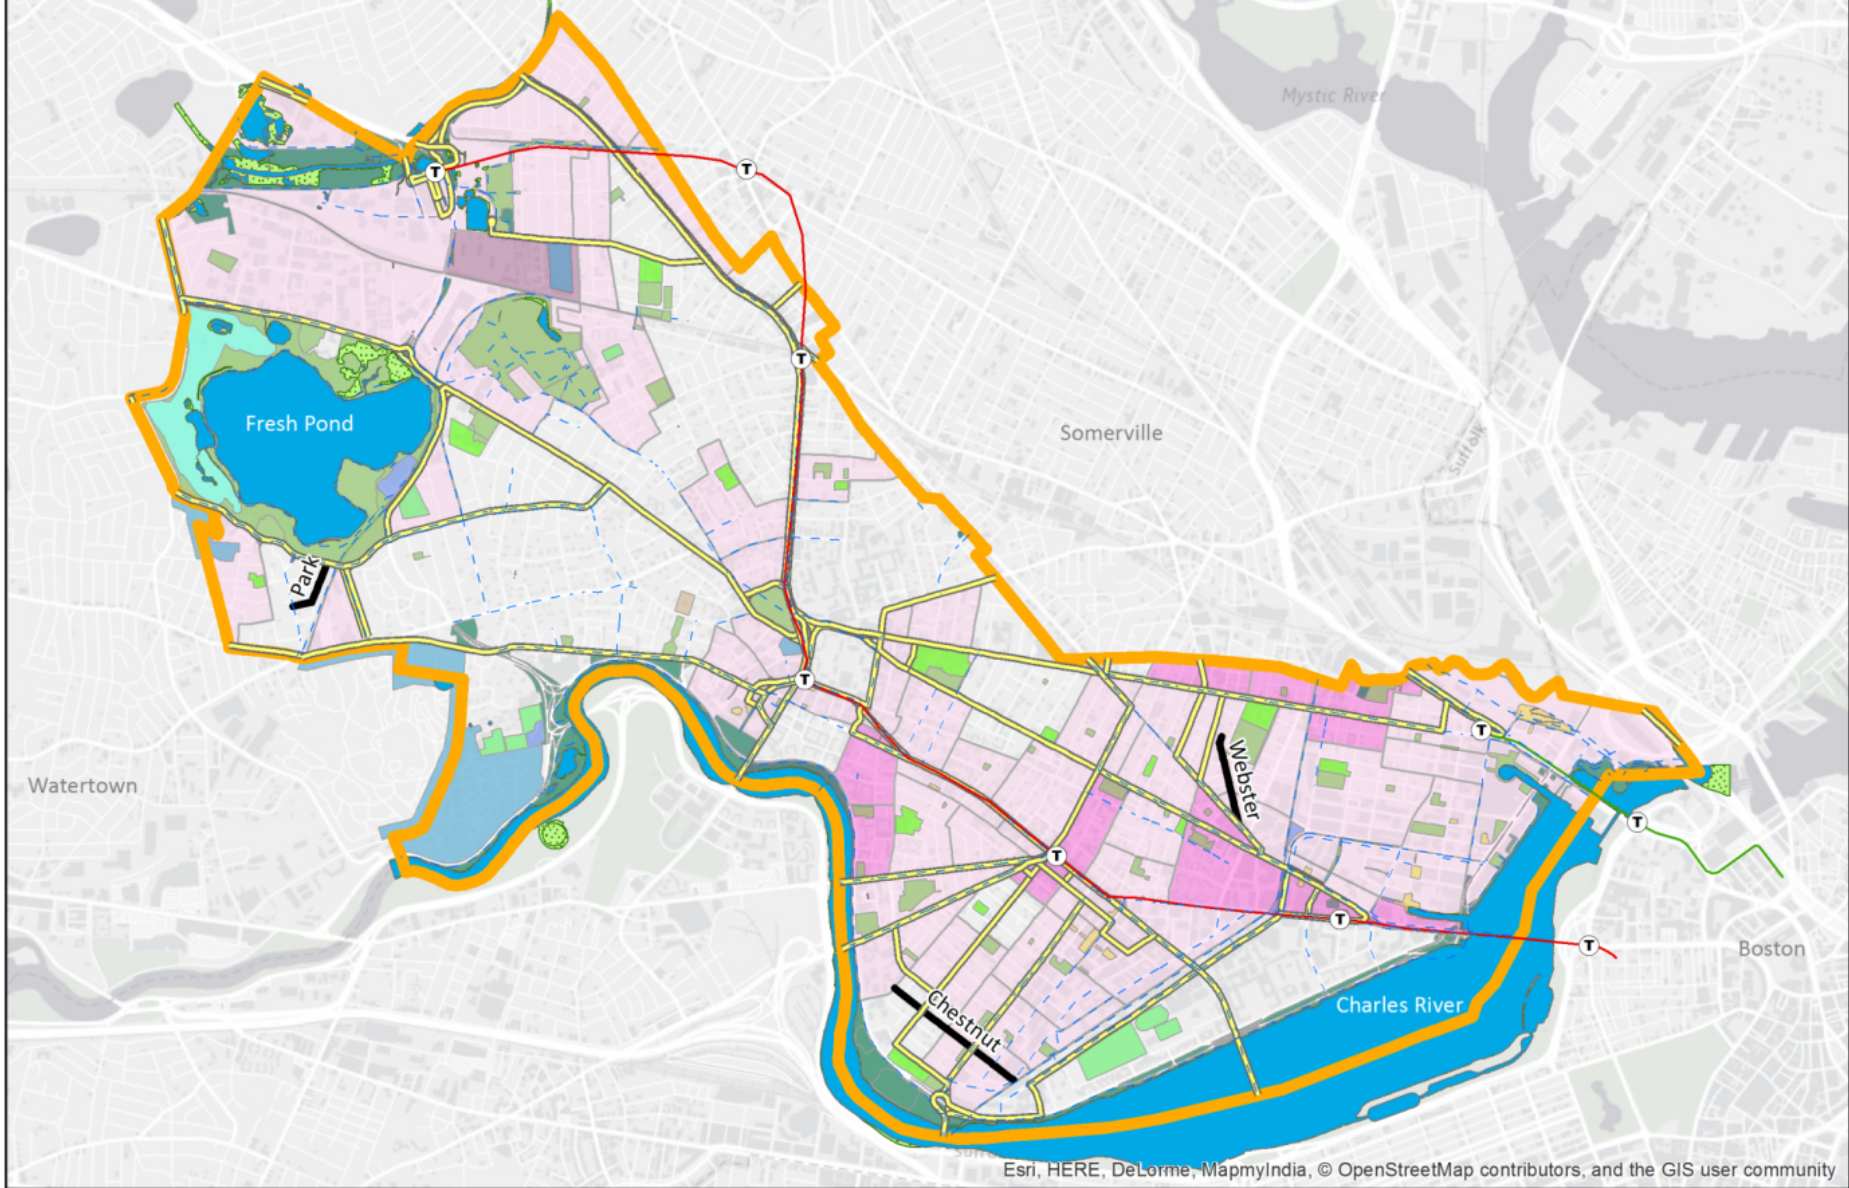 Mystic River
T
T
T
Fresh Pond
Somerville
Suffolk
Park
T
T
Webster
Watertown
T
T
T
T
Boston
Charles River
Chestnut
Esri, HERE, DeLorme, MapmyIndia, © OpenStreetMap contributors, and the GIS user community